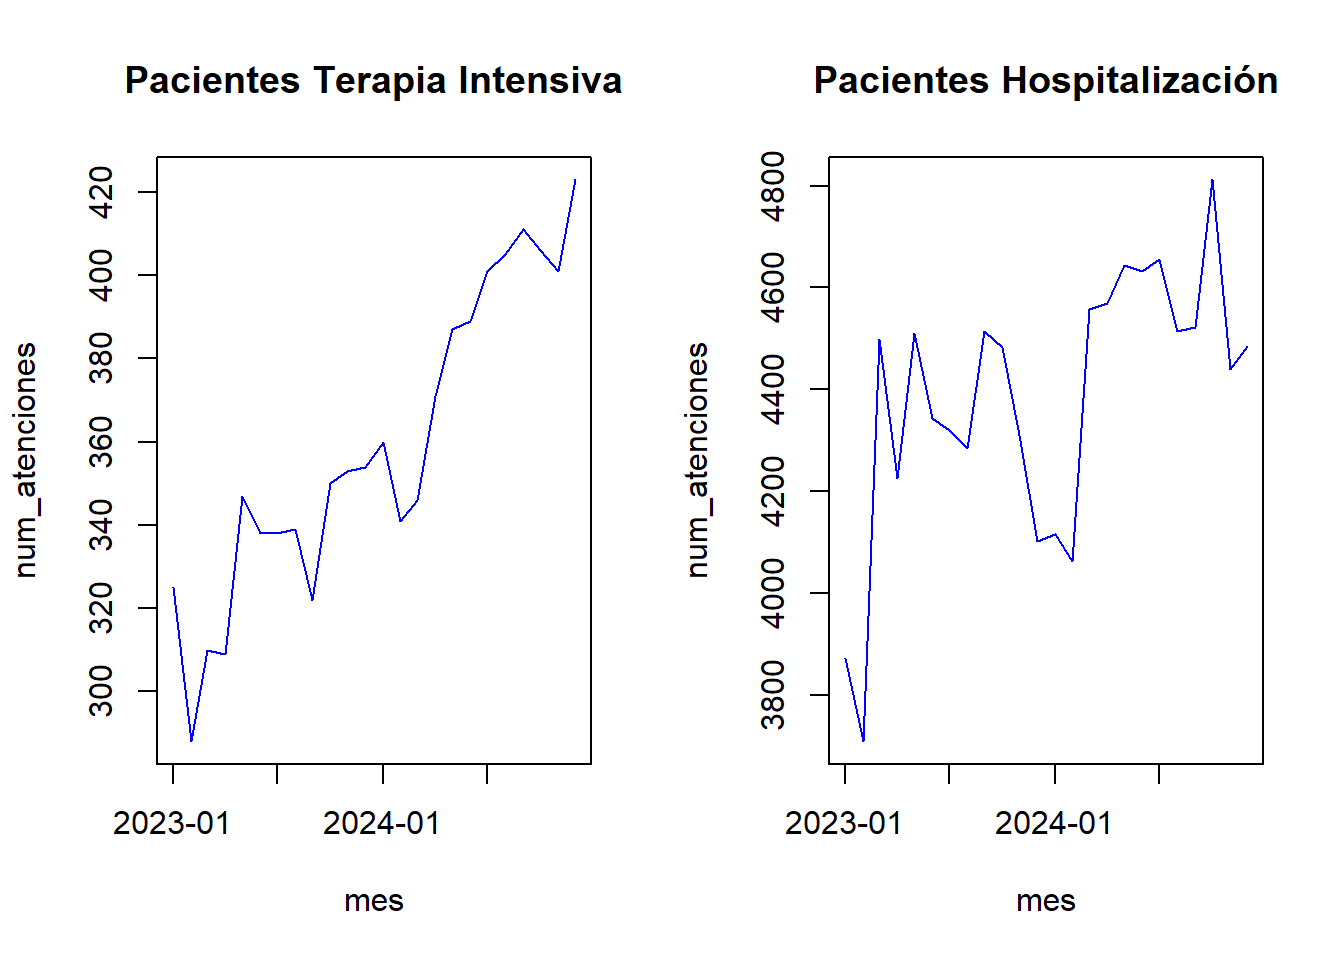 Pacientes Terapia Intensiva
num_atenciones
420
400
380
360
340
320
300
2023-01
2024-01
mes
Pacientes Hospitalización
num_atenciones
4800
4600
4400
4200
4000
3800
2023-01
2024-01
mes